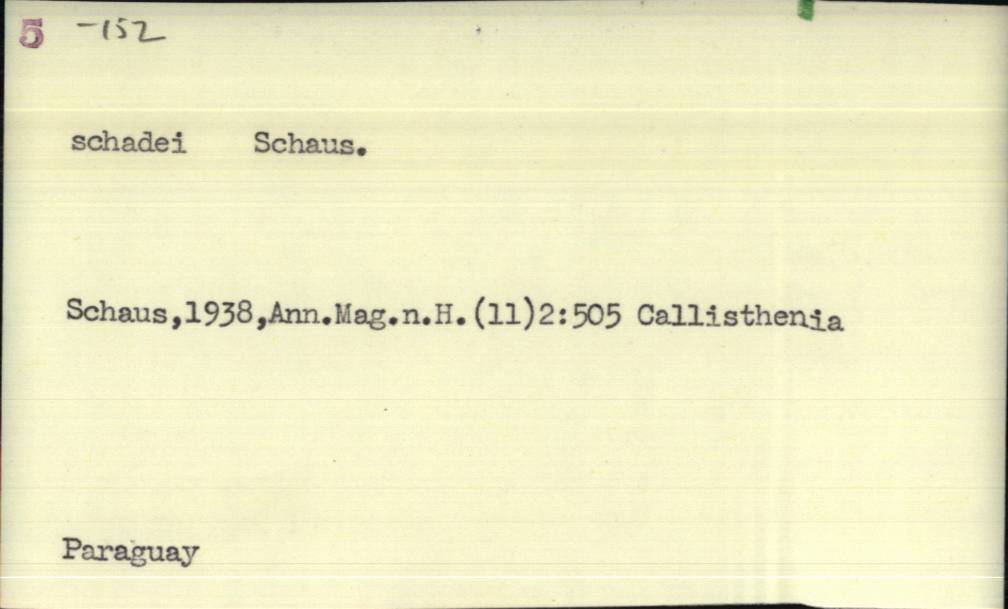 5 -152
schadei Schaus.
Schaus,1938,Ann.Mag.n.H.(11)2:505 Callisthenia
Paraguay